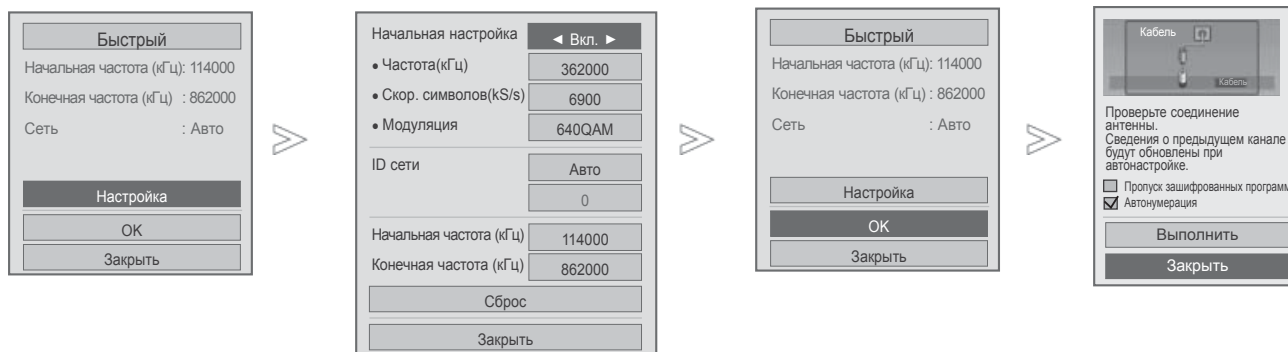 Быстрый
Начальная частота (кГц): 114000
Конечная частота (кГц) : 862000
Сеть : Авто
Настройка
OK
Закрыть
Начальная настройка ◄ Вкл. ►
• Частота(кГц) 362000
• Скор. символов(kS/s) 6900
• Модуляция 640QAM
ID сети Авто
0
Начальная частота (кГц) 114000
Конечная частота (кГц) 862000
Сброс
Закрыть
Быстрый
Начальная частота (кГц): 114000
Конечная частота (кГц) : 862000
Сеть : Авто
Настройка
OK
Закрыть
Кабель
Кабель
Проверьте соединение
антенны.
Сведения о предыдущем канале
будут обновлены при
автонастройке.
Пропуск зашифрованных программ
Автонумерация
Выполнить
Закрыть